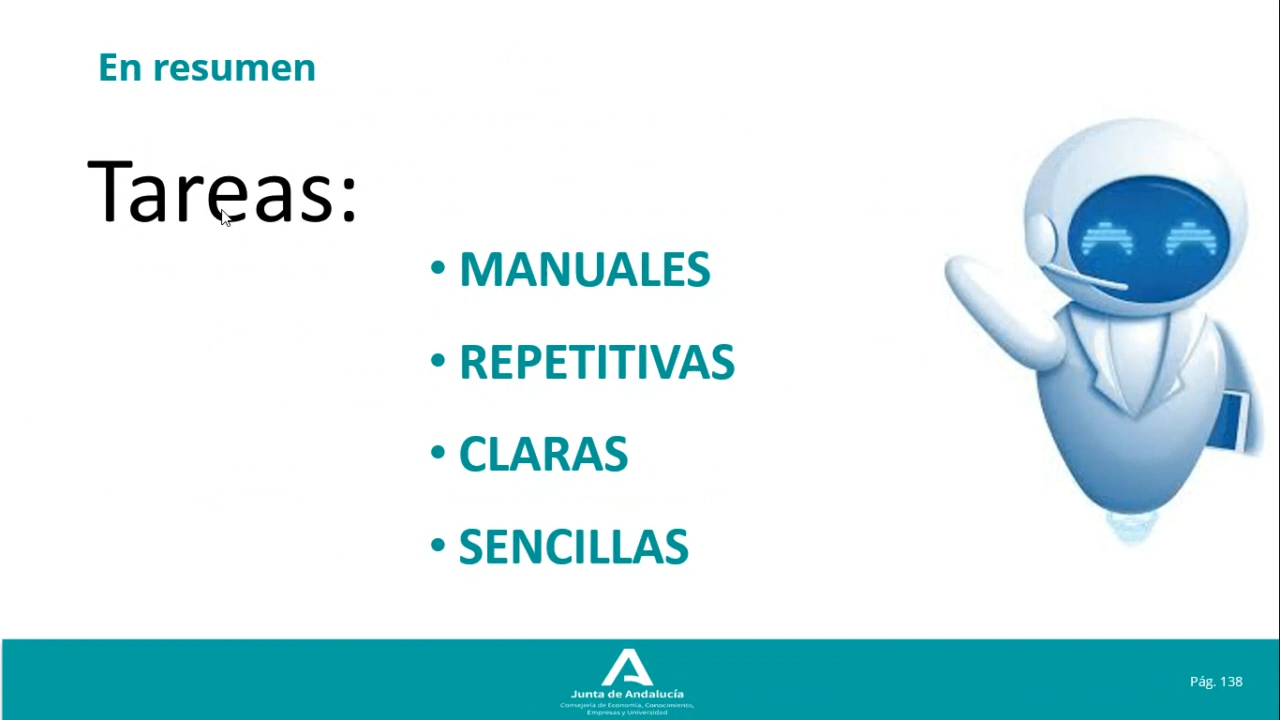 En resumen
Tareas:
• MANUALES
• REPETITIVAS
• CLARAS
• SENCILLAS
Junta de Andalucía
Consejería de Economía, Conocimiento,
Empresas y Universidad
Pág. 138